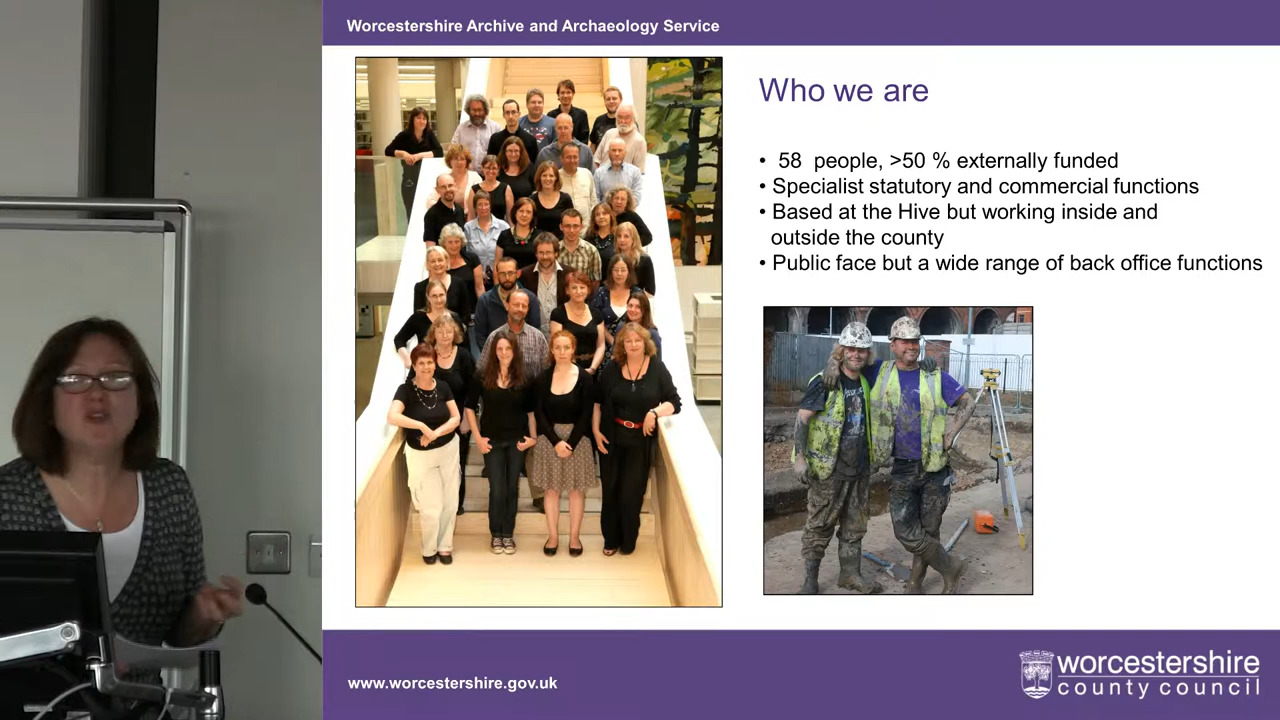 Worcestershire Archive and Archaeology Service
Who we are
• 58 people, >50 % externally funded
• Specialist statutory and commercial functions
• Based at the Hive but working inside and
outside the county
• Public face but a wide range of back office functions
www.worcestershire.gov.uk
worcestershire
county council